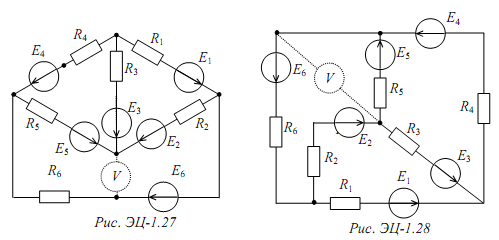 R₄
R₁
E₄
R₃
E₁
E₃
R₅
R₂
E₅
E₂
R₆
V
E₆
Рис. ЭЦ-1.27
E₄
E₅
E₆
V
R₅
R₄
R₆
E₂
R₃
R₂
E₃
R₁
E₁
Рис. ЭЦ-1.28